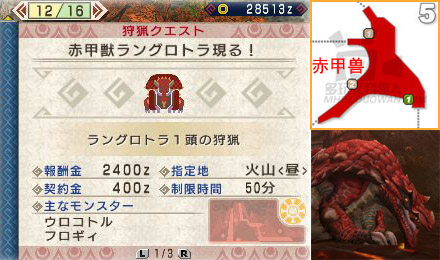 12/16
28513z
狩猟クエスト
赤甲獣ラングロトラ現る！
ラングロトラ1頭の狩猟
報酬金 2400z
指定地 火山<昼>
契約金 400z
制限時間 50分
主なモンスター
ウロコトル
フロギィ
L 1/3 R
5
赤甲兽
1